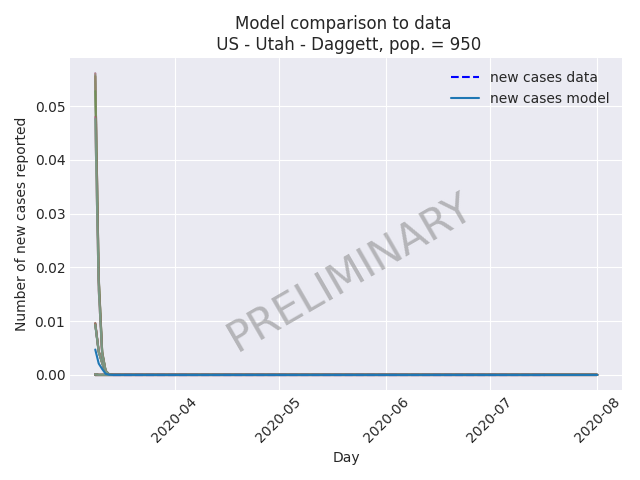 Model comparison to data
US - Utah - Daggett, pop. = 950
new cases data
new cases model
Number of new cases reported
0.05
0.04
0.03
0.02
0.01
0.00
PRELIMINARY
2020-04
2020-05
2020-06
2020-07
2020-08
Day